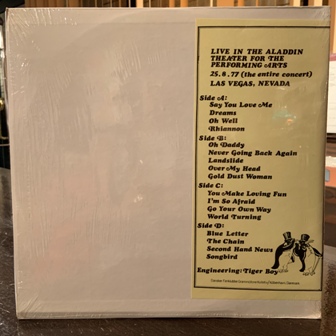 LIVE IN THE ALADDIN
THEATER FOR THE
PERFORMING ARTS
25.8.77 (the entire concert)
LAS VEGAS, NEVADA
Side A:
Say You Love Me
Dreams
Oh Well
Rhiannon
Side B:
Oh Daddy
Never Going Back Again
Landslide
Over My Head
Gold Dust Woman
Side C:
You Make Loving Fun
I'm So Afraid
Go Your Own Way
World Turning
Side D:
Blue Letter
The Chain
Second Hand News
Songbird
Engineering: Tiger Boy